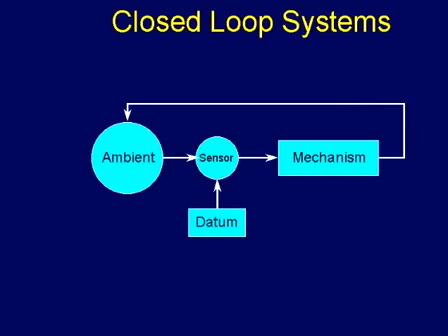 Closed Loop Systems
Ambient
Sensor
Mechanism
Datum